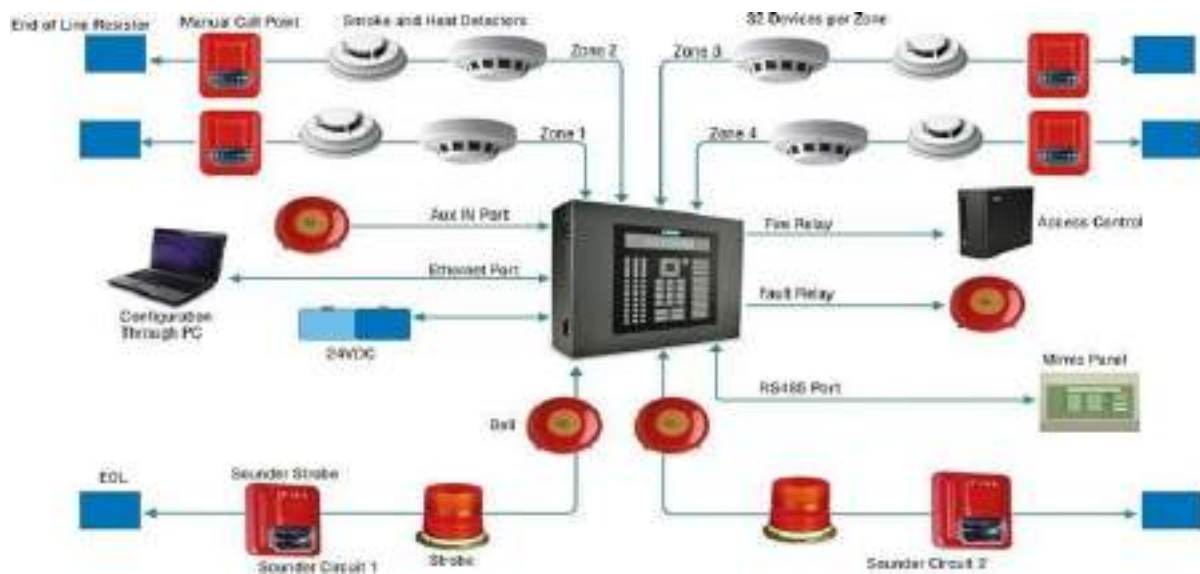 End of Line Resistor
Manual Call Point
Smoke and Heat Detectors
32 Devices per Zone
Zone 2
Zone 3
Zone 1
Zone 4
Aux IN Port
Fire Relay
Access Control
Ethernet Port
Fault Relay
Configuration
Through PC
24VDC
Mimic Panel
RS485 Port
Bell
EOL
Sounder Strobe
Strobe
Sounder Circuit 1
Sounder Circuit 2